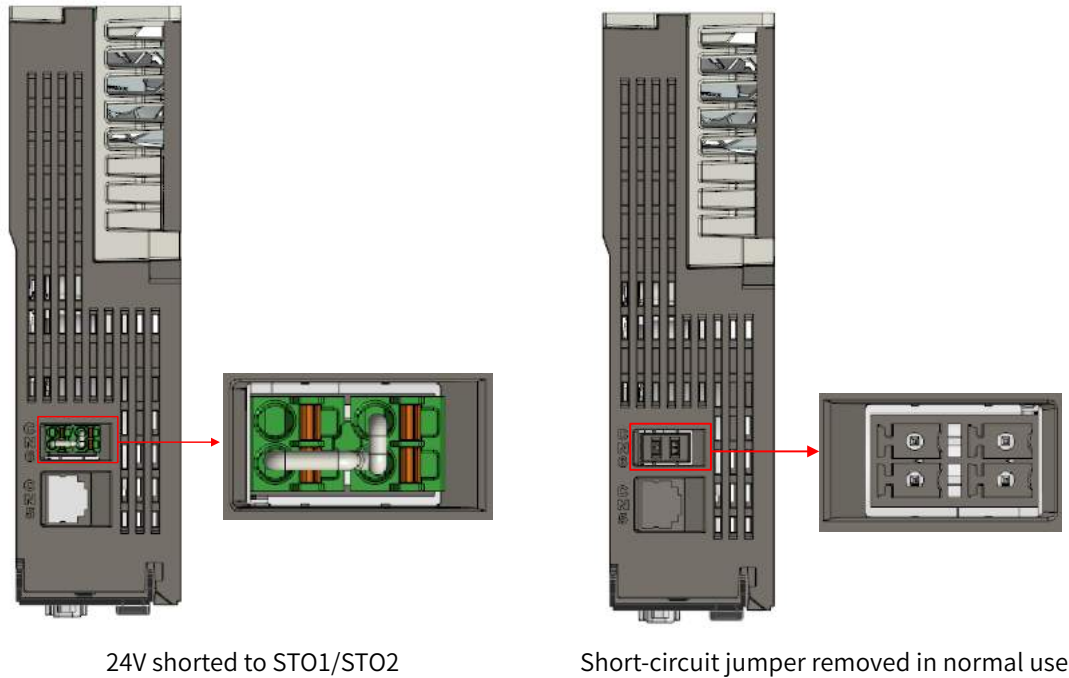 24V shorted to STO1/STO2
Short-circuit jumper removed in normal use